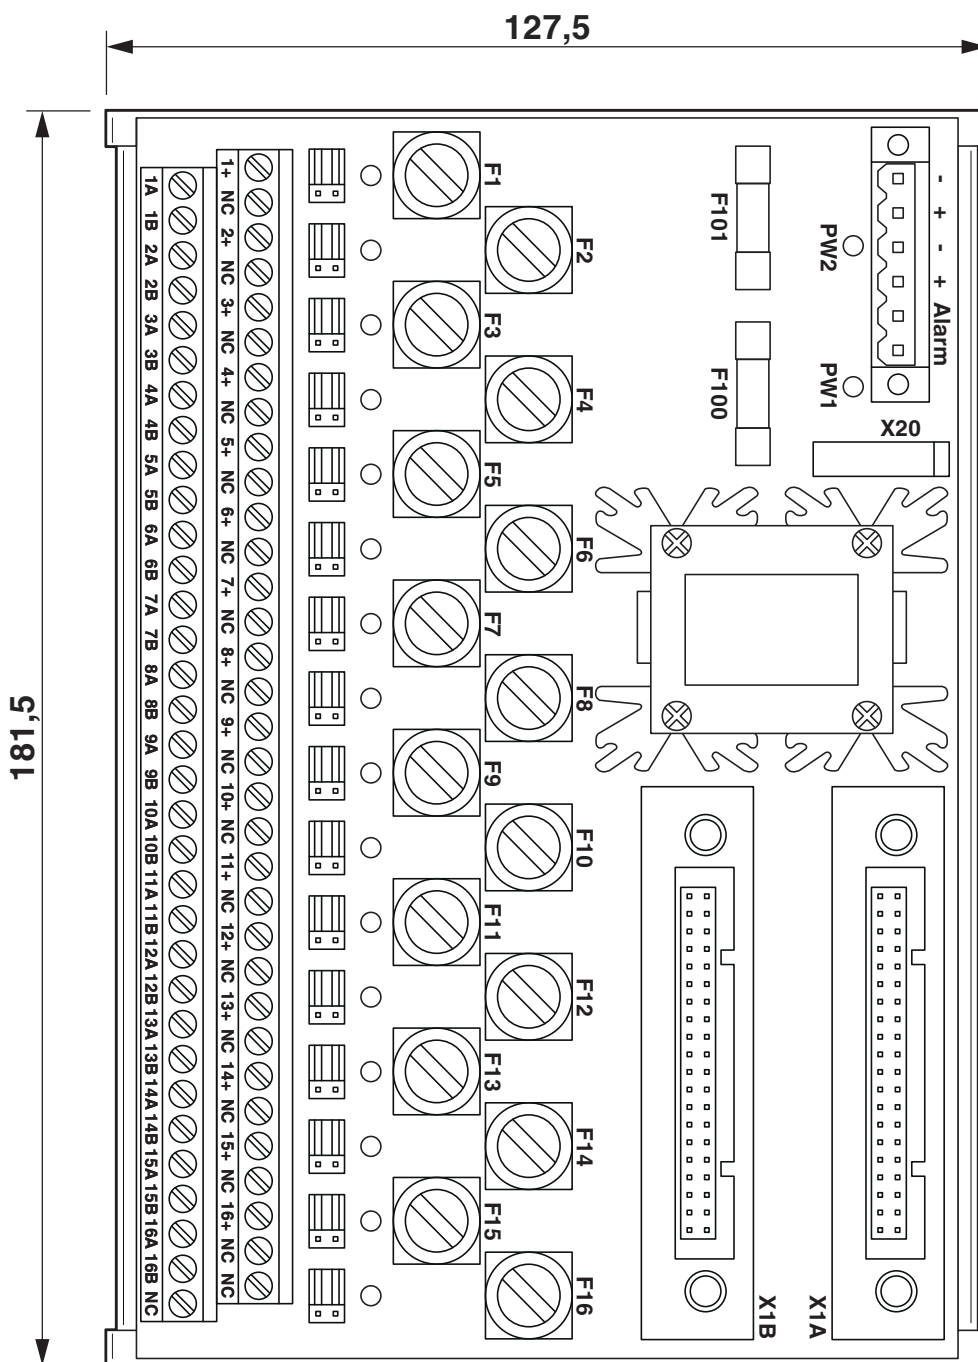 127,5
181,5
1A
1B
2A
2B
3A
3B
4A
4B
5A
5B
6A
6B
7A
7B
8A
8B
9A
9B
10A
10B
11A
11B
12A
12B
13A
13B
14A
14B
15A
15B
16A
16B
NC
1+
NC
2+
NC
3+
NC
4+
NC
5+
NC
6+
NC
7+
NC
8+
NC
9+
NC
10+
NC
11+
NC
12+
NC
13+
NC
14+
NC
15+
NC
16+
NC
NC
F1
F2
F3
F4
F5
F6
F7
F8
F9
F10
F11
F12
F13
F14
F15
F16
F101
F100
PW2
PW1
- + - + Alarm
X20
X1B
X1A